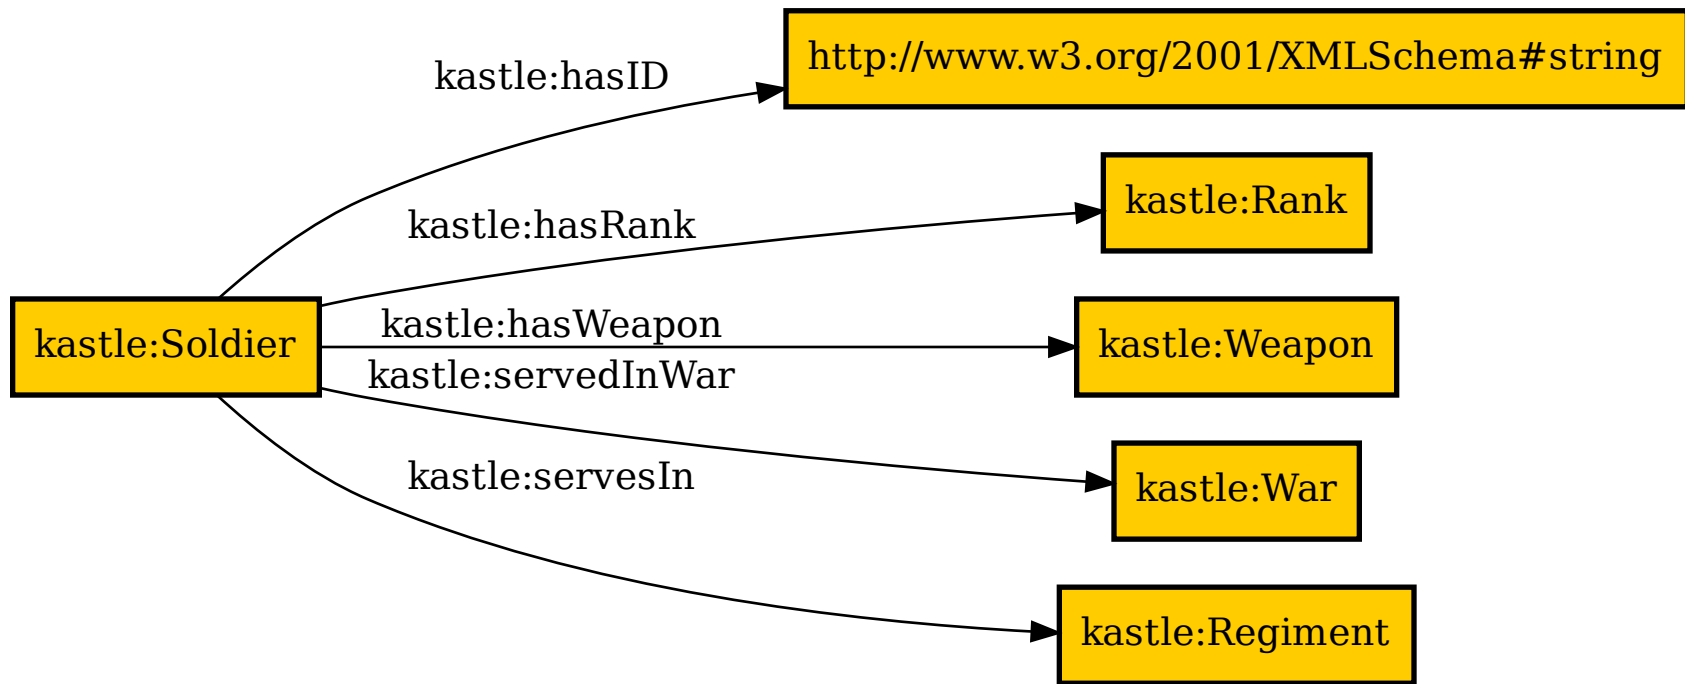 http://www.w3.org/2001/XMLSchema#string
kastle:hasID
kastle:Rank
kastle:hasRank
kastle:hasWeapon
kastle:Soldier
kastle:Weapon
kastle:servedInWar
kastle:servesIn
kastle:War
kastle:Regiment